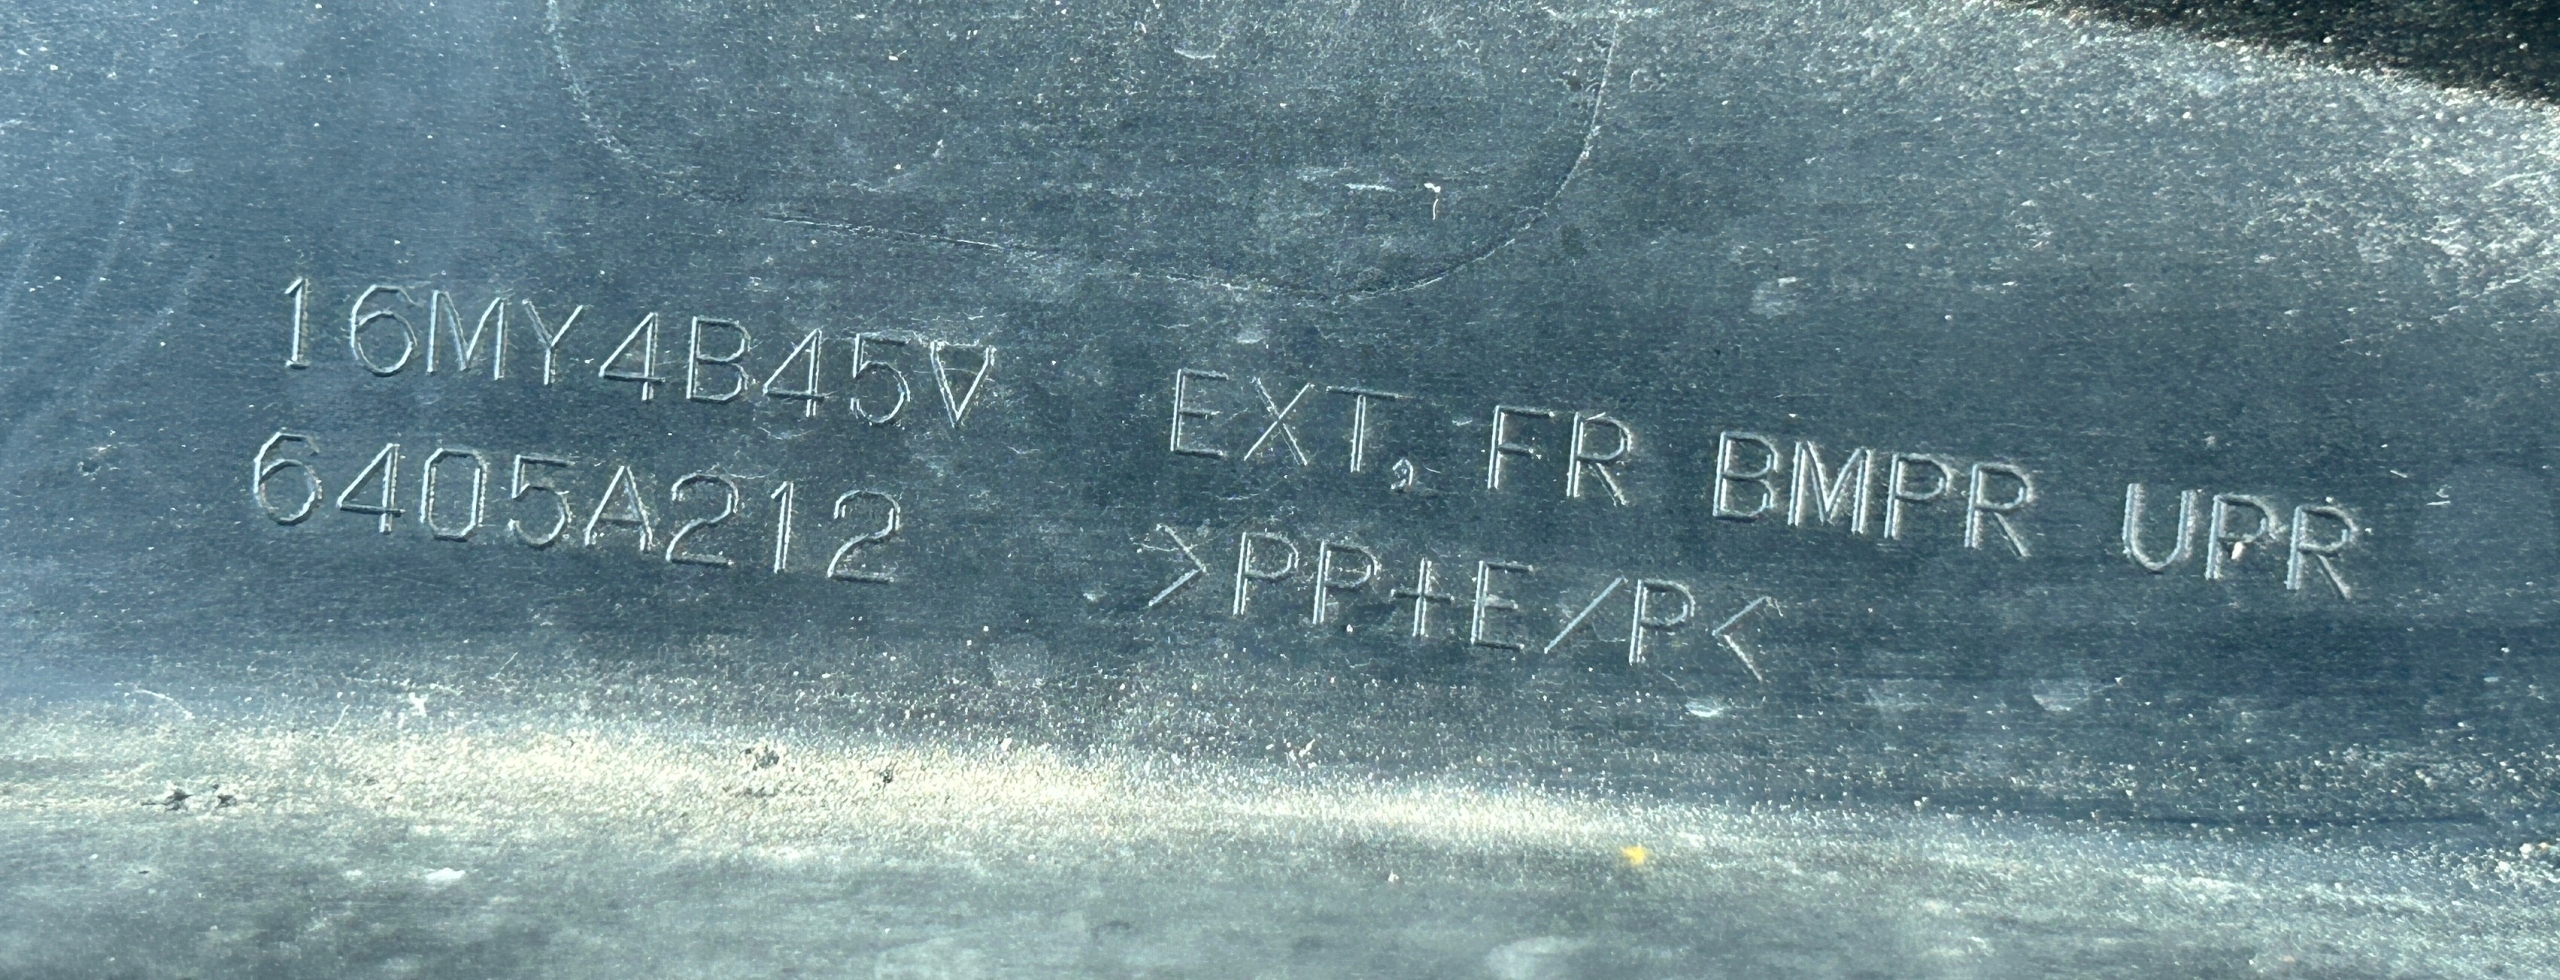 16MY4B45V EXT, FR BMPR UPR
6405A212 >PP+E/P<